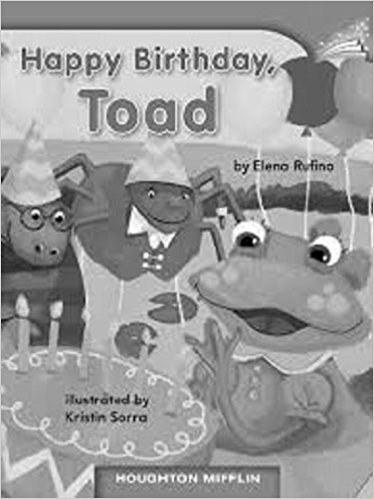 Happy Birthday,
Toad
by Elena Rufino
illustrated by
Kristin Sorra
HOUGHTON MIFFLIN